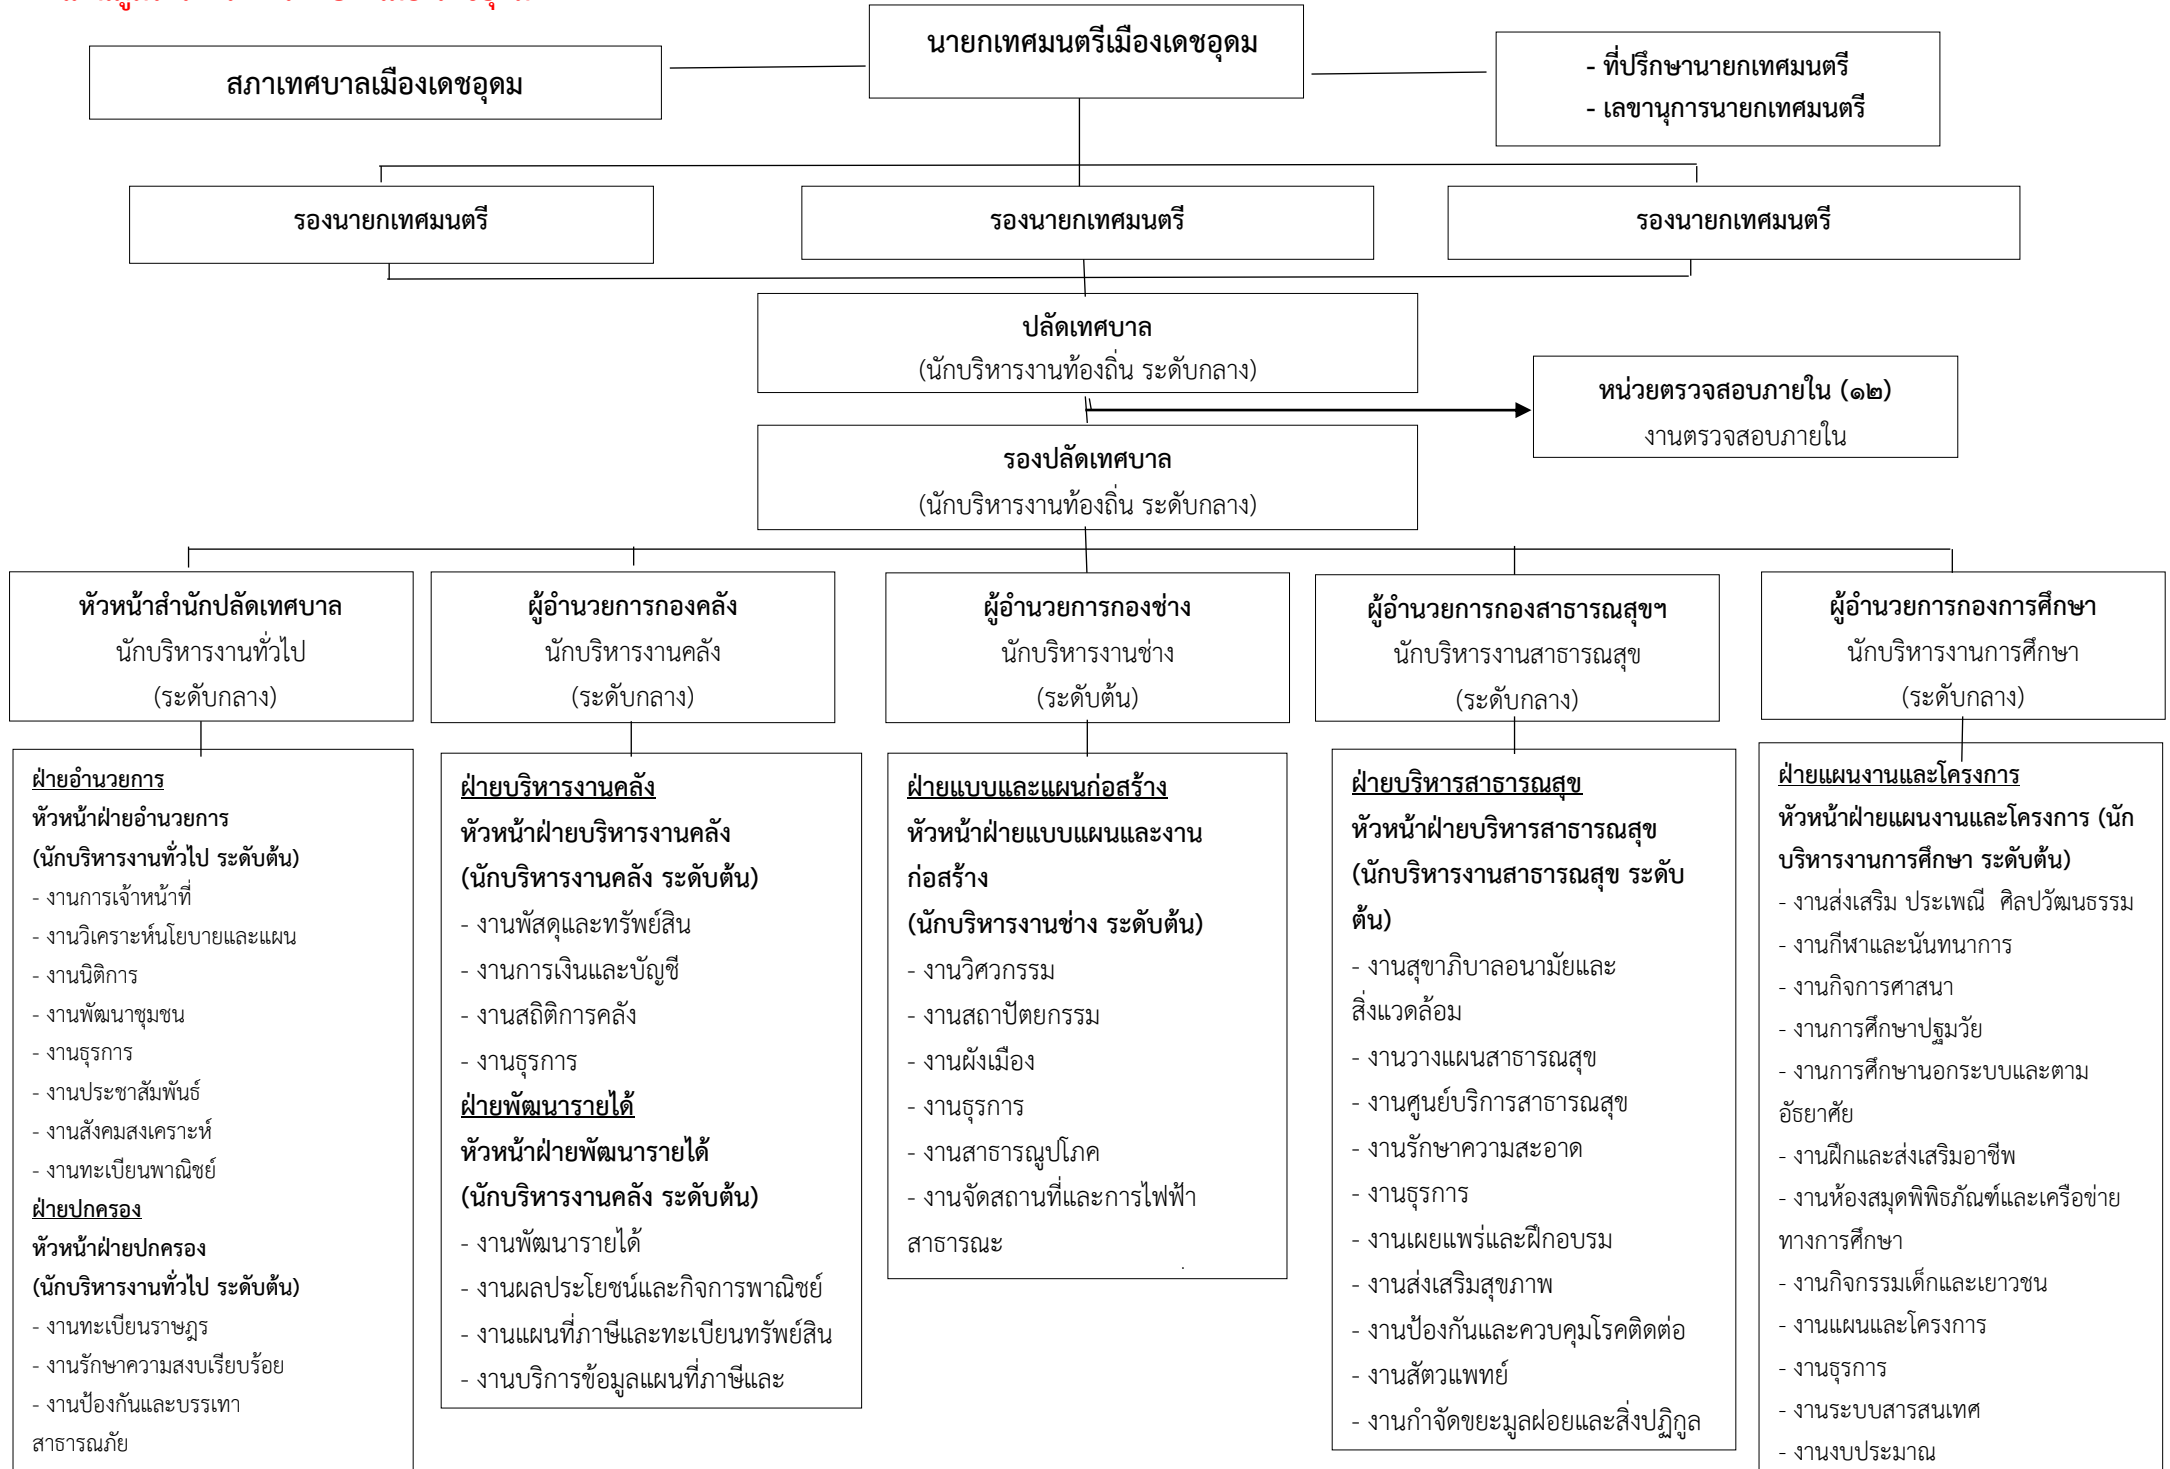 นายกเทศมนตรีเมืองเดชอุดม
สภาเทศบาลเมืองเดชอุดม
- ที่ปรึกษานายกเทศมนตรี
- เลขานุการนายกเทศมนตรี
รองนายกเทศมนตรี
รองนายกเทศมนตรี
รองนายกเทศมนตรี
ปลัดเทศบาล
(นักบริหารงานท้องถิ่น ระดับกลาง)
หน่วยตรวจสอบภายใน (๑๒)
งานตรวจสอบภายใน
รองปลัดเทศบาล
(นักบริหารงานท้องถิ่น ระดับกลาง)
หัวหน้าสำนักปลัดเทศบาล
นักบริหารงานทั่วไป
(ระดับกลาง)
ผู้อำนวยการกองคลัง
นักบริหารงานคลัง
(ระดับกลาง)
ผู้อำนวยการกองช่าง
นักบริหารงานช่าง
(ระดับต้น)
ผู้อำนวยการกองสาธารณสุขฯ
นักบริหารงานสาธารณสุข
(ระดับกลาง)
ผู้อำนวยการกองการศึกษา
นักบริหารงานการศึกษา
(ระดับกลาง)
ฝ่ายอำนวยการ
หัวหน้าฝ่ายอำนวยการ
(นักบริหารงานทั่วไป ระดับต้น)
- งานการเจ้าหน้าที่
- งานวิเคราะห์นโยบายและแผน
- งานนิติการ
- งานพัฒนาชุมชน
- งานธุรการ
- งานประชาสัมพันธ์
- งานสังคมสงเคราะห์
- งานทะเบียนพาณิชย์
ฝ่ายปกครอง
หัวหน้าฝ่ายปกครอง
(นักบริหารงานทั่วไป ระดับต้น)
- งานทะเบียนราษฎร
- งานรักษาความสงบเรียบร้อย
- งานป้องกันและบรรเทา
สาธารณภัย
ฝ่ายบริหารงานคลัง
หัวหน้าฝ่ายบริหารงานคลัง
(นักบริหารงานคลัง ระดับต้น)
- งานพัสดุและทรัพย์สิน
- งานการเงินและบัญชี
- งานสถิติการคลัง
- งานธุรการ
ฝ่ายพัฒนารายได้
หัวหน้าฝ่ายพัฒนารายได้
(นักบริหารงานคลัง ระดับต้น)
- งานพัฒนารายได้
- งานผลประโยชน์และกิจการพาณิชย์
- งานแผนที่ภาษีและทะเบียนทรัพย์สิน
- งานบริการข้อมูลแผนที่ภาษีและ
ฝ่ายแบบและแผนก่อสร้าง
หัวหน้าฝ่ายแบบแผนและงาน
ก่อสร้าง
(นักบริหารงานช่าง ระดับต้น)
- งานวิศวกรรม
- งานสถาปัตยกรรม
- งานผังเมือง
- งานธุรการ
- งานสาธารณูปโภค
- งานจัดสถานที่และการไฟฟ้า
สาธารณะ
ฝ่ายบริหารสาธารณสุข
หัวหน้าฝ่ายบริหารสาธารณสุข
(นักบริหารงานสาธารณสุข ระดับ
ต้น)
- งานสุขาภิบาลอนามัยและ
สิ่งแวดล้อม
- งานวางแผนสาธารณสุข
- งานศูนย์บริการสาธารณสุข
- งานรักษาความสะอาด
- งานธุรการ
- งานเผยแพร่และฝึกอบรม
- งานส่งเสริมสุขภาพ
- งานป้องกันและควบคุมโรคติดต่อ
- งานสัตวแพทย์
- งานกำจัดขยะมูลฝอยและสิ่งปฏิกูล
ฝ่ายแผนงานและโครงการ
หัวหน้าฝ่ายแผนงานและโครงการ (นัก
บริหารงานการศึกษา ระดับต้น)
- งานส่งเสริม ประเพณี ศิลปวัฒนธรรม
- งานกีฬาและนันทนาการ
- งานกิจการศาสนา
- งานการศึกษาปฐมวัย
- งานการศึกษานอกระบบและตาม
อัธยาศัย
- งานฝึกและส่งเสริมอาชีพ
- งานห้องสมุดพิพิธภัณฑ์และเครือข่าย
ทางการศึกษา
- งานกิจกรรมเด็กและเยาวชน
- งานแผนและโครงการ
- งานธุรการ
- งานระบบสารสนเทศ
- งานงบประมาณ